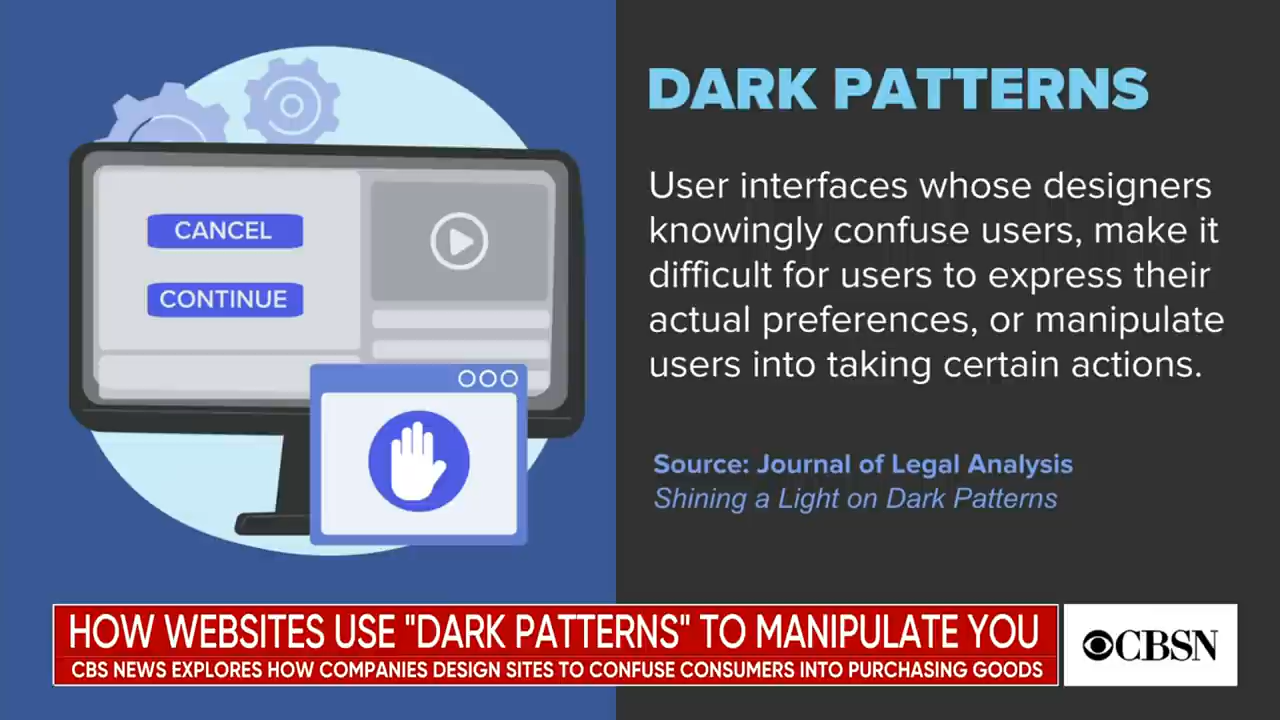 DARK PATTERNS
User interfaces whose designers
knowingly confuse users, make it
difficult for users to express their
actual preferences, or manipulate
users into taking certain actions.
Source: Journal of Legal Analysis
Shining a Light on Dark Patterns
CANCEL
CONTINUE
HOW WEBSITES USE "DARK PATTERNS" TO MANIPULATE YOU
CBS NEWS EXPLORES HOW COMPANIES DESIGN SITES TO CONFUSE CONSUMERS INTO PURCHASING GOODS
CBSN